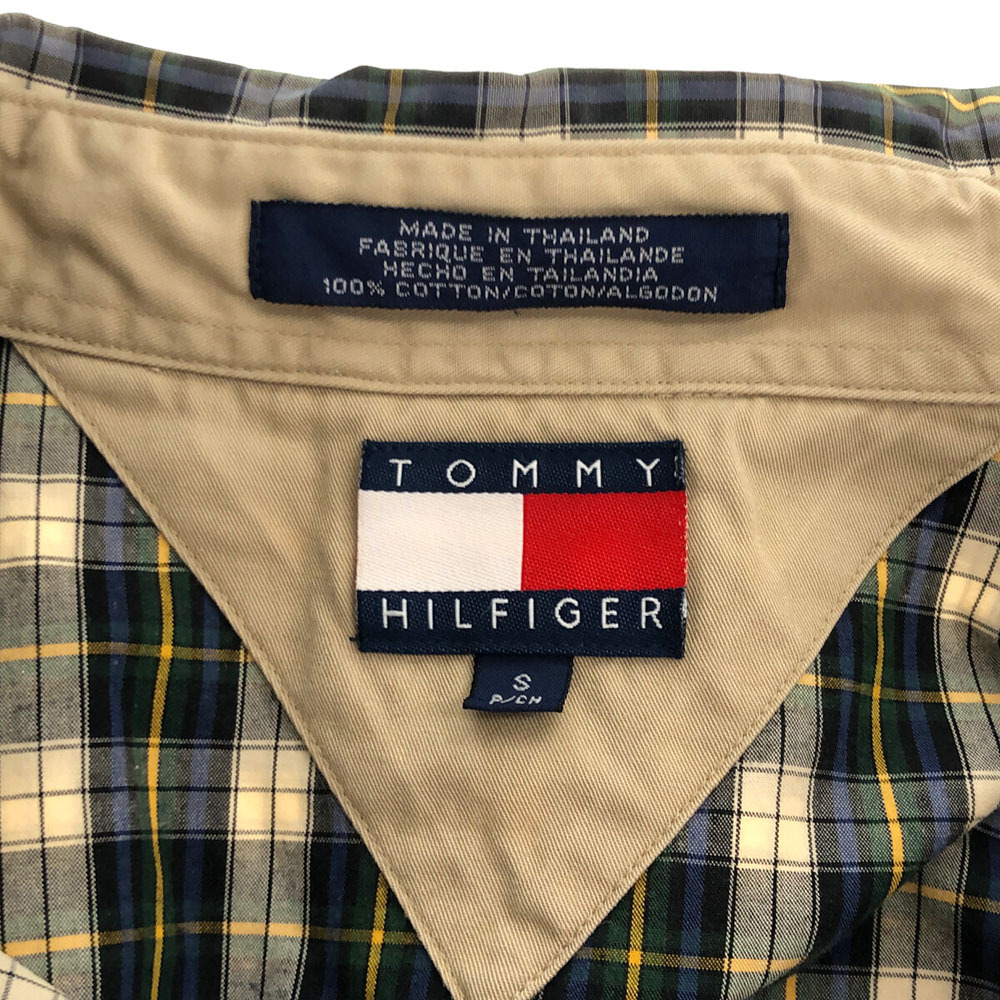 MADE IN THAILAND
FABRIQUE EN THAILANDE
HECHO EN TAILANDIA
100% COTTON/COTON/ALGODON
TOMMY
HILFIGER
S
P/CH